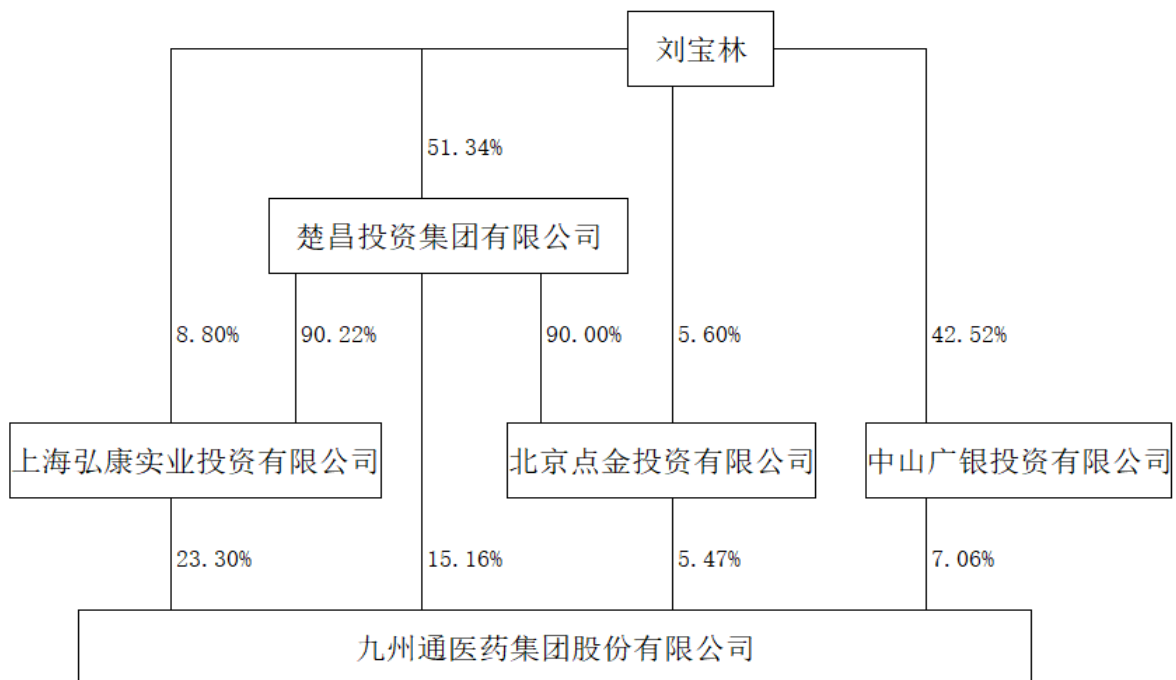 刘宝林
51.34%
楚昌投资集团有限公司
8.80%
90.22%
90.00%
5.60%
42.52%
上海弘康实业投资有限公司
北京点金投资有限公司
中山广银投资有限公司
23.30%
15.16%
5.47%
7.06%
九州通医药集团股份有限公司